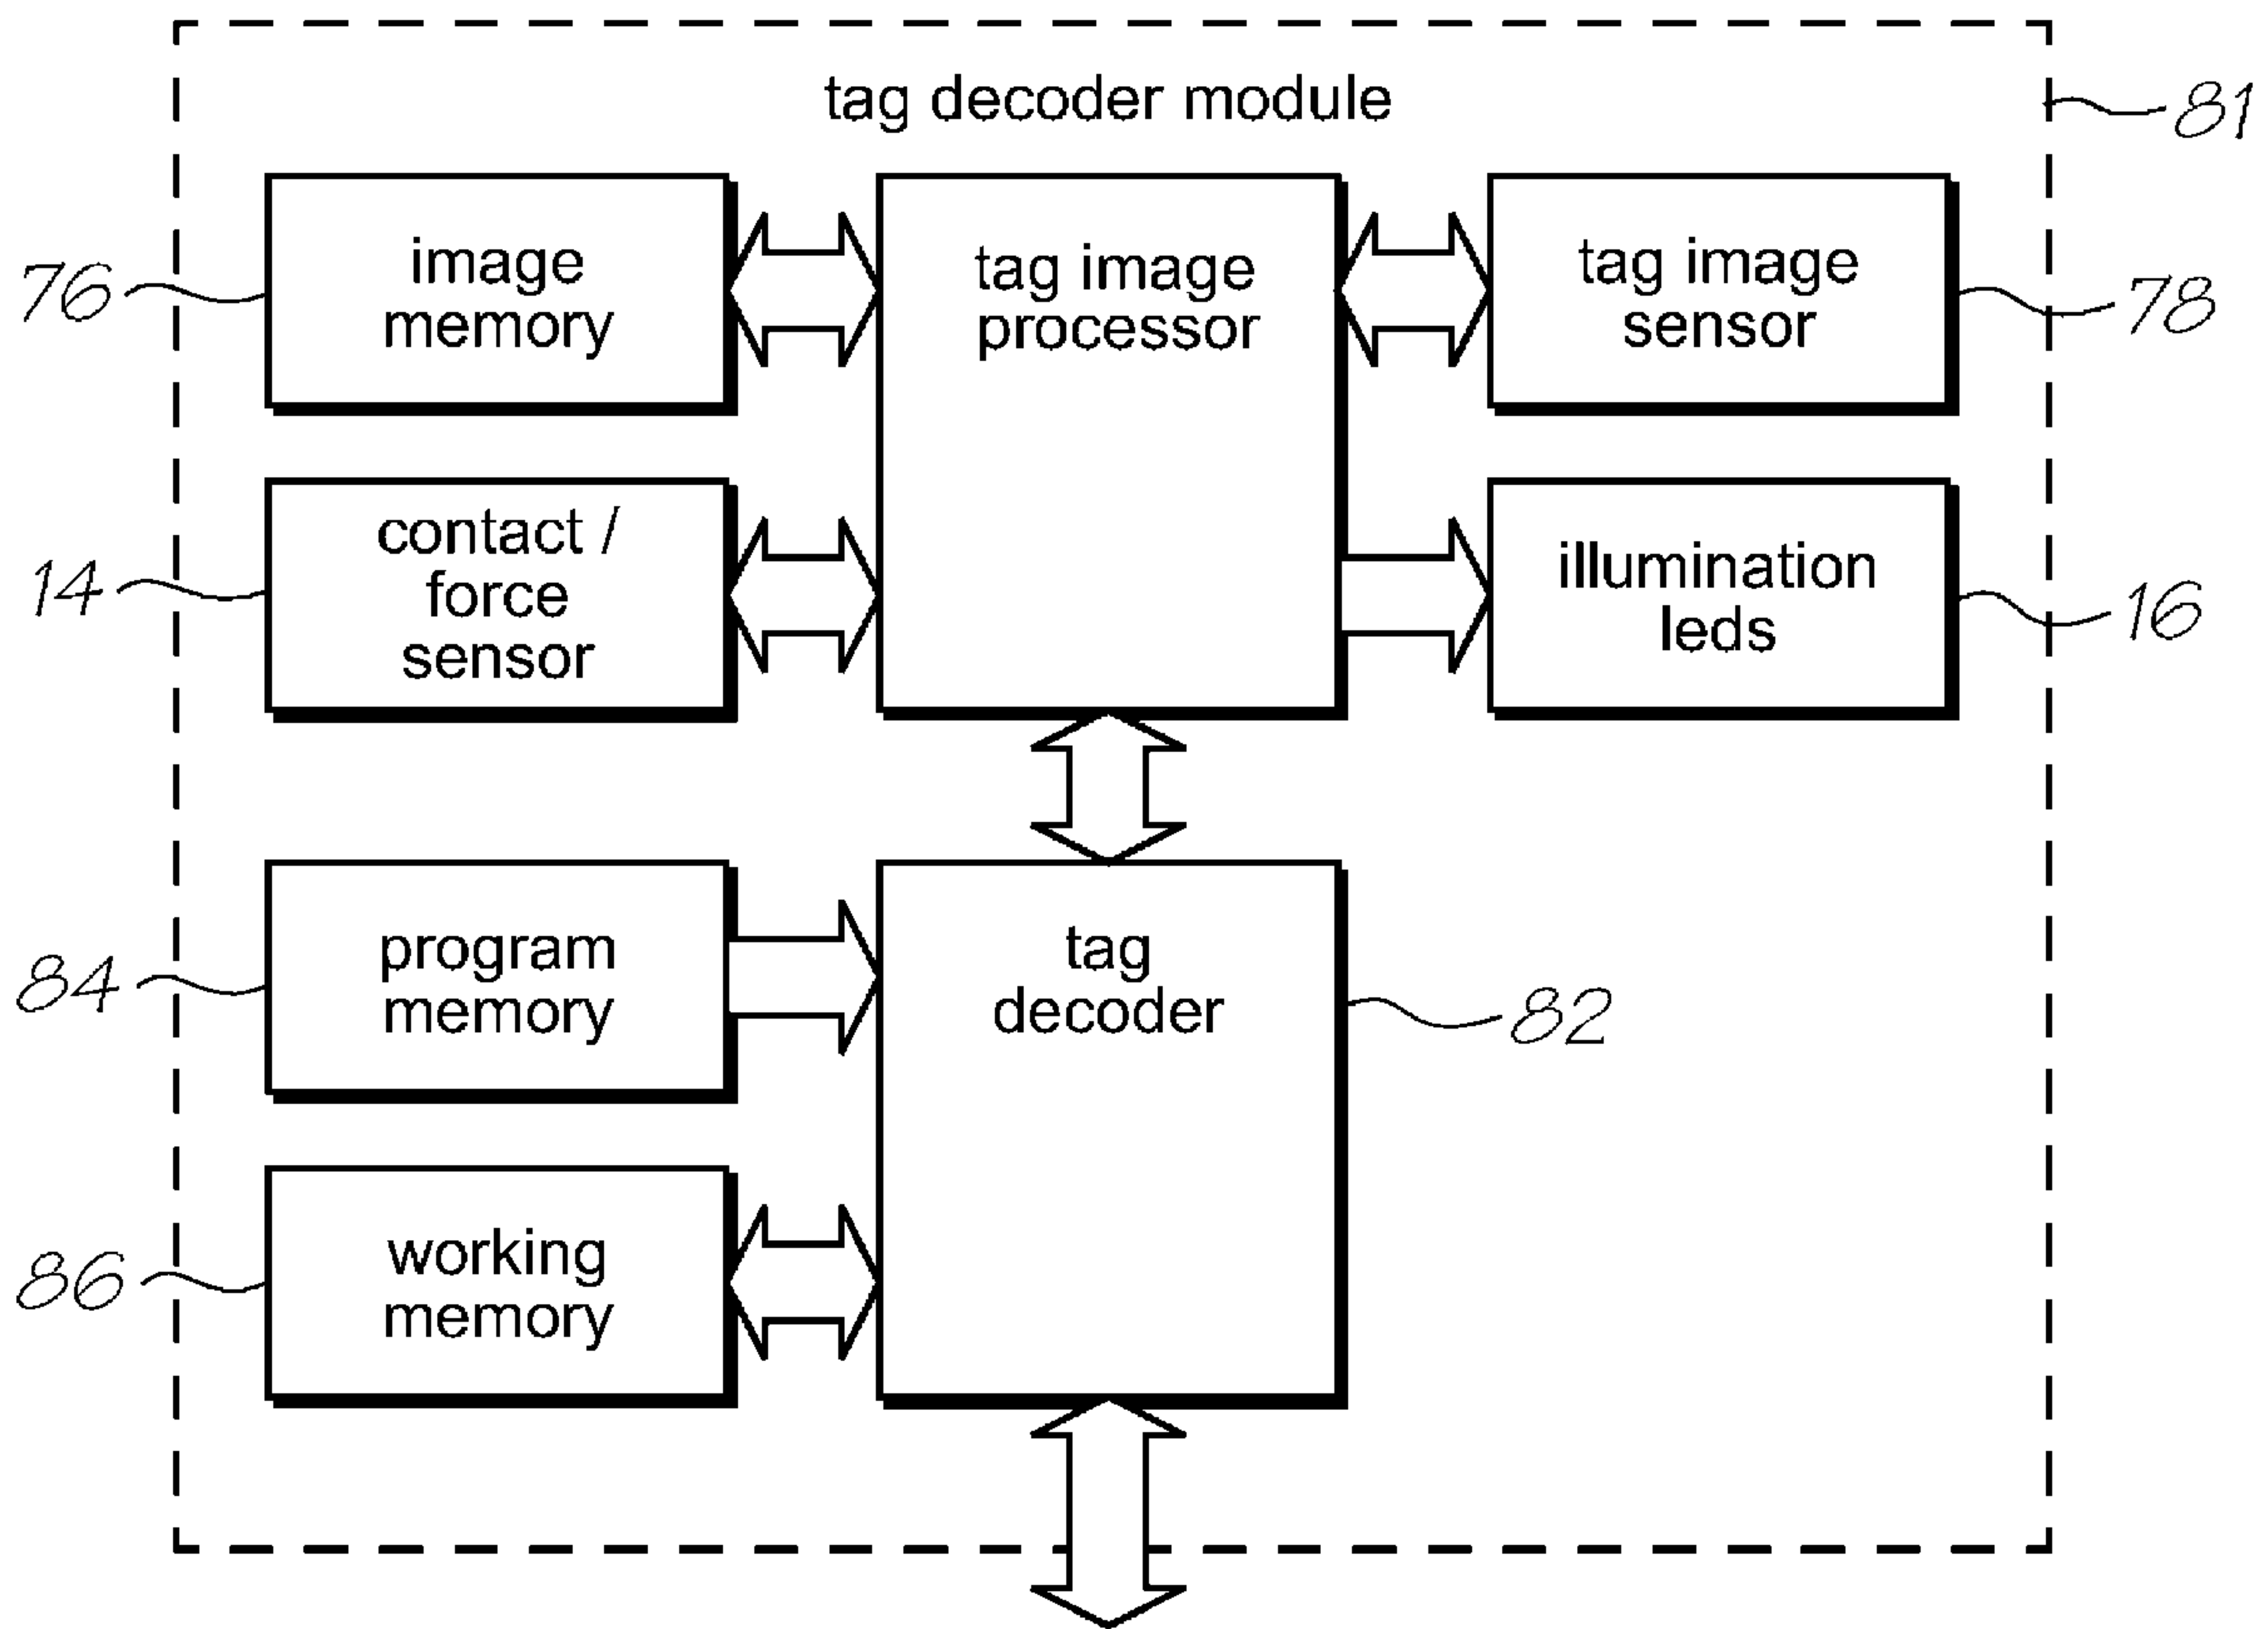 tag decoder module
81
image
memory
76
tag image
processor
tag image
sensor
78
contact /
force
sensor
14
illumination
leds
16
program
memory
84
tag
decoder
82
working
memory
86